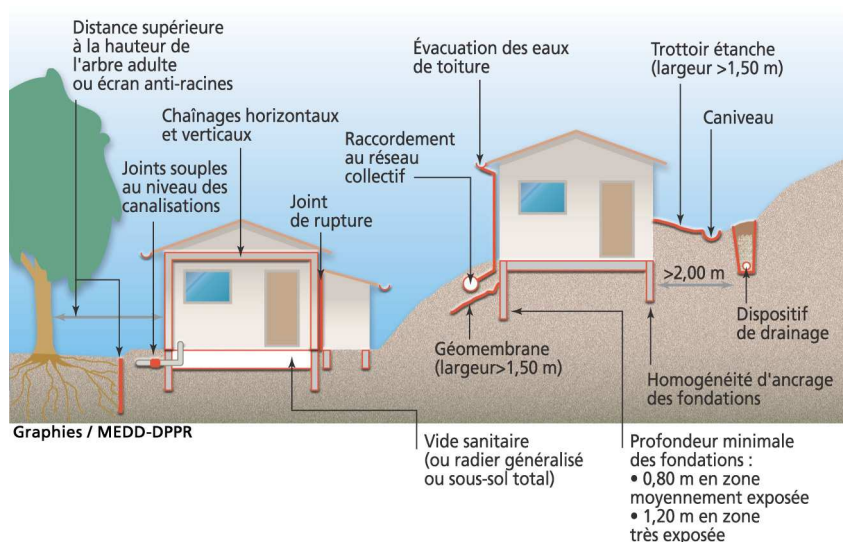 Distance supérieure
à la hauteur de
l'arbre adulte
ou écran anti-racines
Chaînages horizontaux
et verticaux
Joints souples
au niveau des
canalisations
Joint
de rupture
Évacuation des eaux
de toiture
Raccordement
au réseau
collectif
Trottoir étanche
(largeur >1,50 m)
Caniveau
>2,00 m
Dispositif
de drainage
Géomembrane
(largeur>1,50 m)
Homogénéité d'ancrage
des fondations
Graphies / MEDD-DPPR
Vide sanitaire
(ou radier généralisé
ou sous-sol total)
Profondeur minimale
des fondations :
• 0,80 m en zone
moyennement exposée
• 1,20 m en zone
très exposée